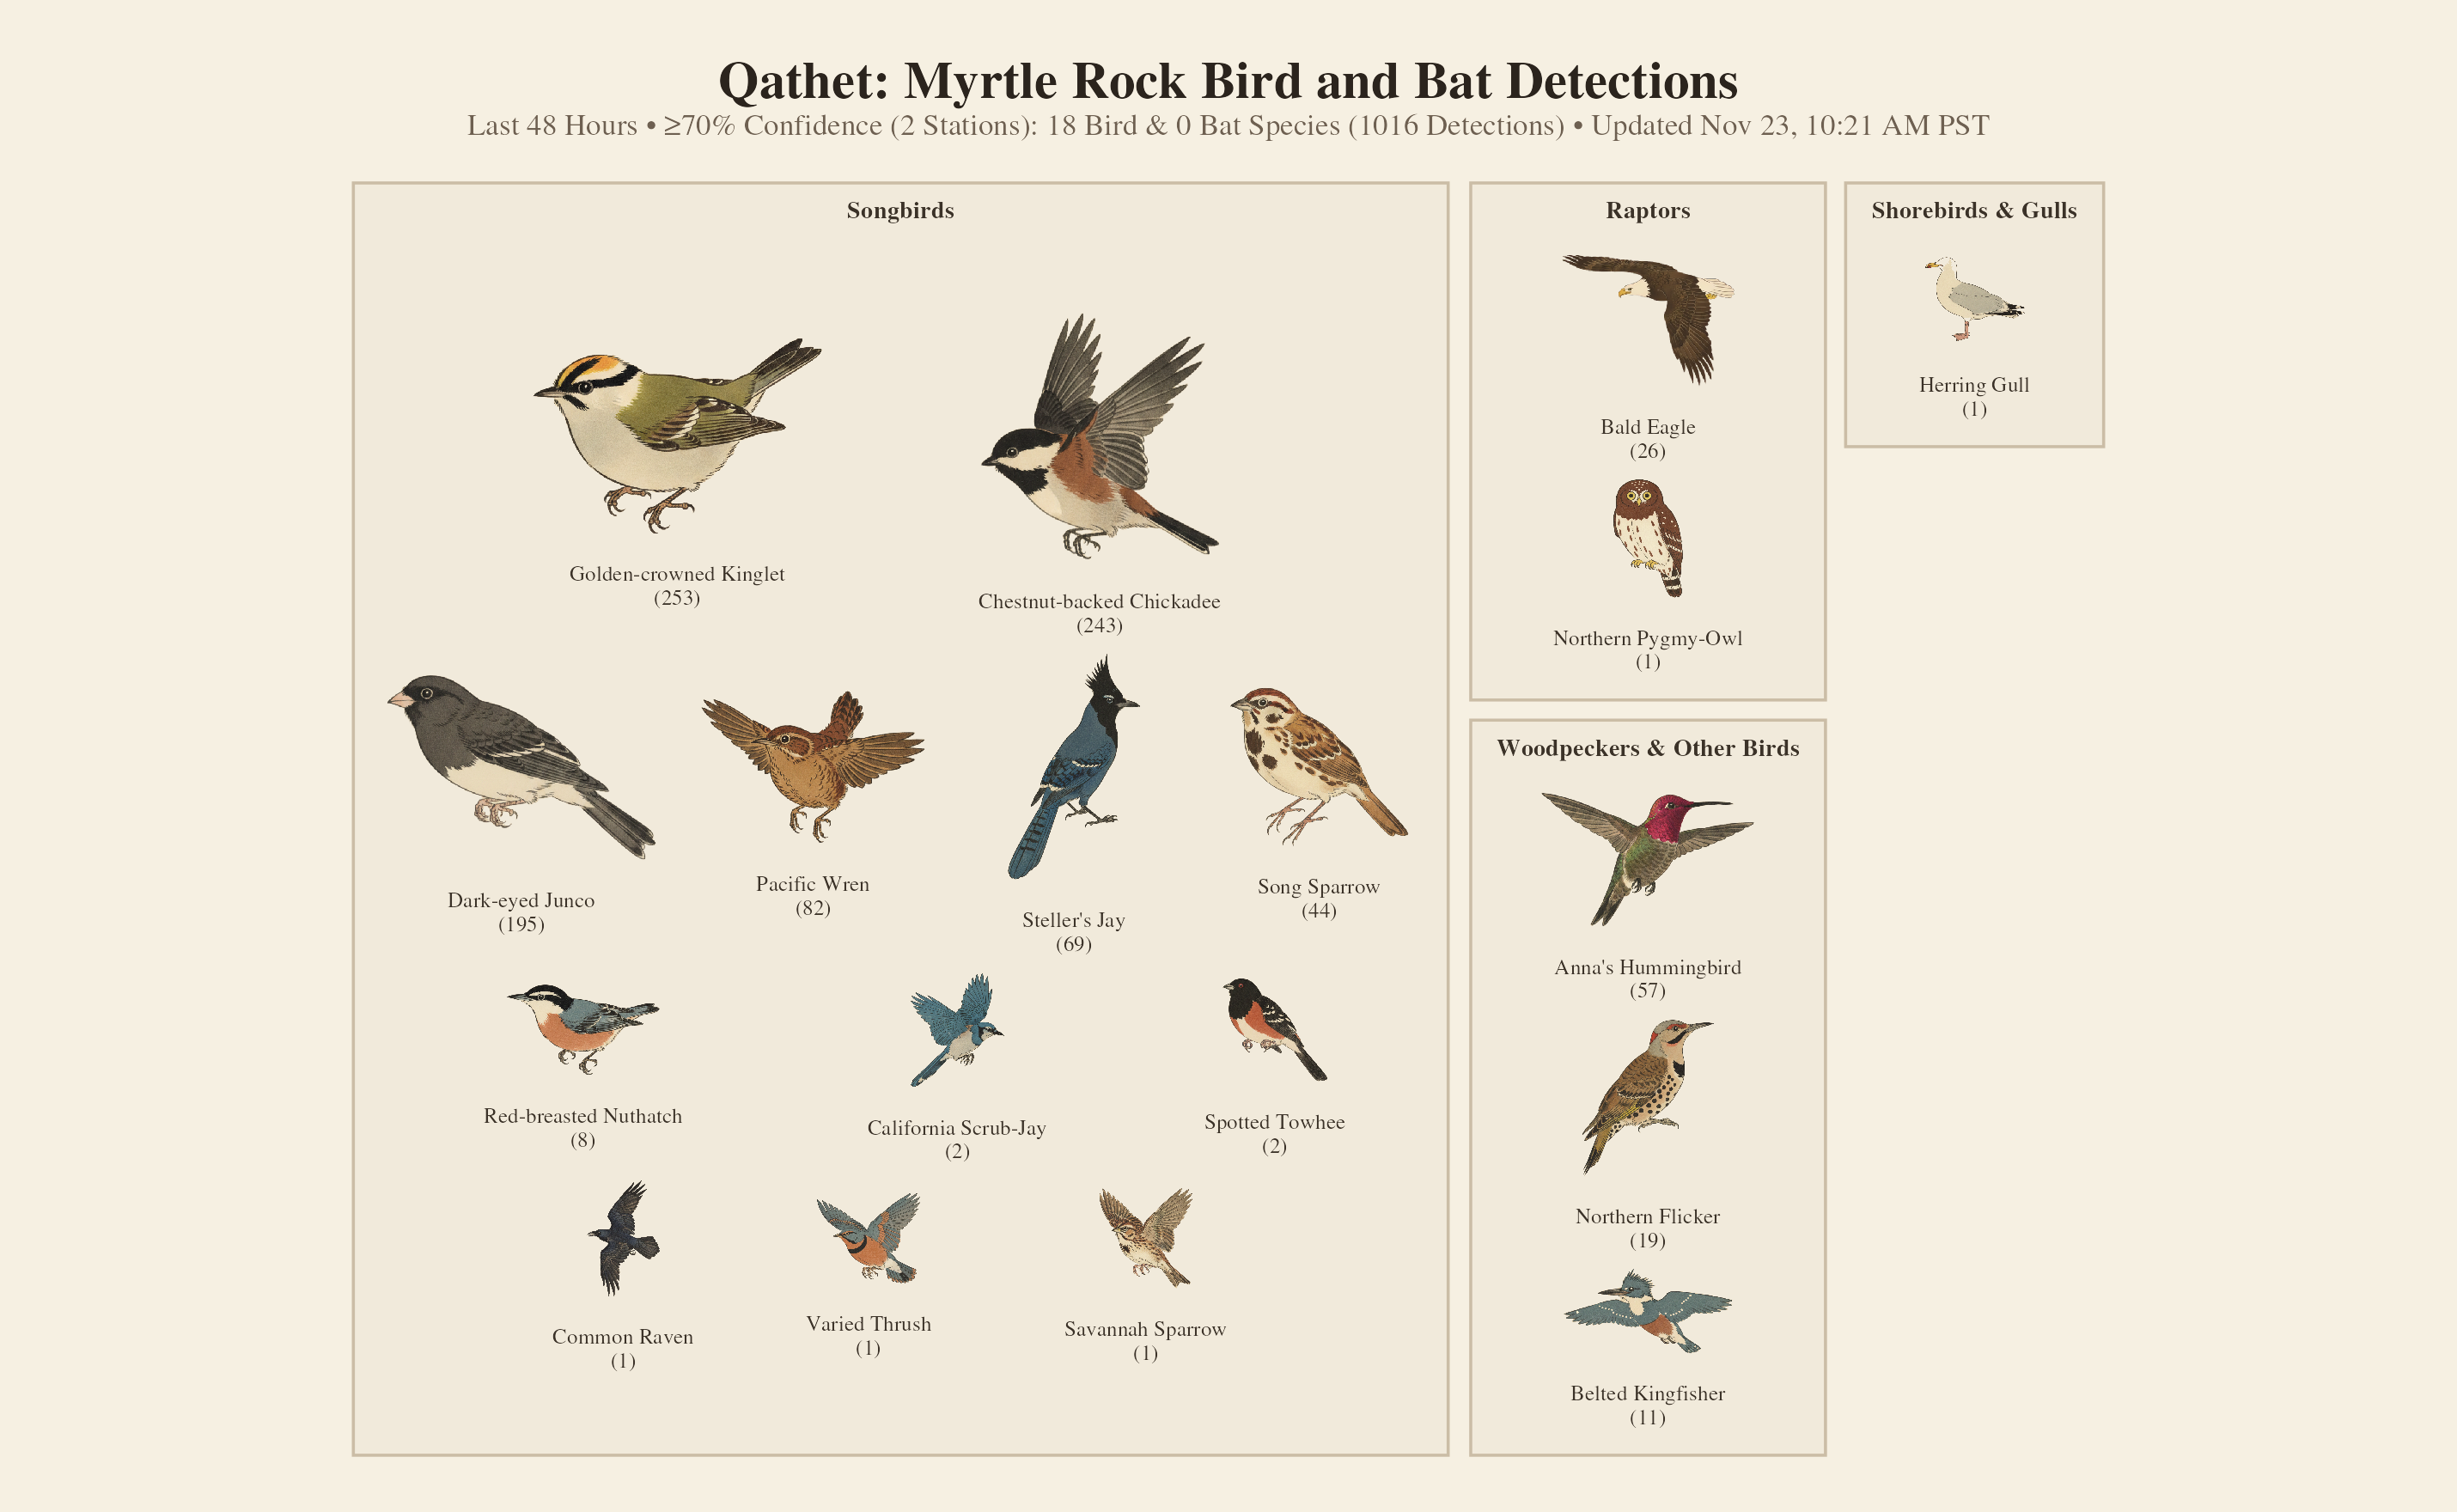 Qathet: Myrtle Rock Bird and Bat Detections
Last 48 Hours • ≥70% Confidence (2 Stations): 18 Bird & 0 Bat Species (1016 Detections) • Updated Nov 23, 10:21 AM PST
Songbirds
Golden-crowned Kinglet
(253)
Chestnut-backed Chickadee
(243)
Dark-eyed Junco
(195)
Pacific Wren
(82)
Steller's Jay
(69)
Song Sparrow
(44)
Red-breasted Nuthatch
(8)
California Scrub-Jay
(2)
Spotted Towhee
(2)
Common Raven
(1)
Varied Thrush
(1)
Savannah Sparrow
(1)
Raptors
Bald Eagle
(26)
Northern Pygmy-Owl
(1)
Woodpeckers & Other Birds
Anna's Hummingbird
(57)
Northern Flicker
(19)
Belted Kingfisher
(11)
Shorebirds & Gulls
Herring Gull
(1)